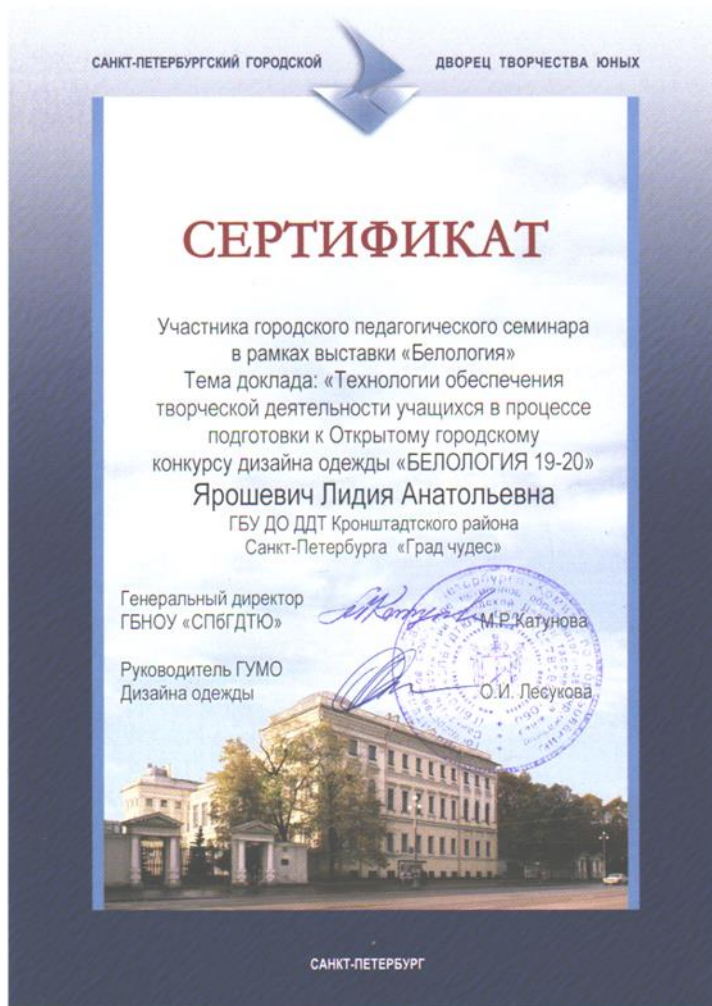 САНКТ-ПЕТЕРБУРГСКИЙ ГОРОДСКОЙ ДВОРЕЦ ТВОРЧЕСТВА ЮНЫХ
СЕРТИФИКАТ
Участника городского педагогического семинара
в рамках выставки «Белология»
Тема доклада: «Технологии обеспечения
творческой деятельности учащихся в процессе
подготовки к Открытому городскому
конкурсу дизайна одежды «БЕЛОЛОГИЯ 19-20»
Ярошевич Лидия Анатольевна
ГБУ ДО ДДТ Кронштадтского района
Санкт-Петербурга «Град чудес»
Генеральный директор
ГБНОУ «СПбГДТЮ» М.Р.Катунова
Руководитель ГУМО
Дизайна одежды О.И. Лесукова
САНКТ-ПЕТЕРБУРГ